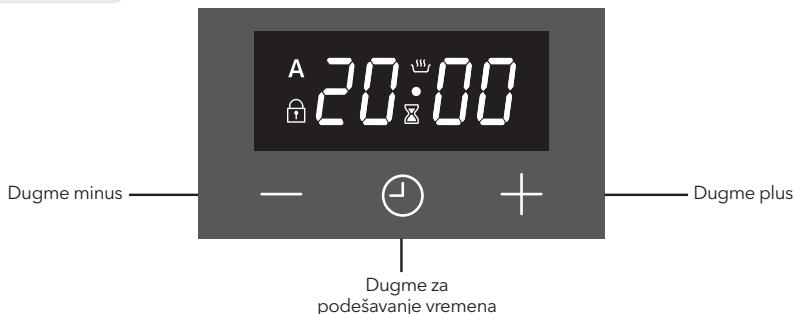 A 20:00
Dugme minus
Dugme plus
Dugme za
podešavanje vremena